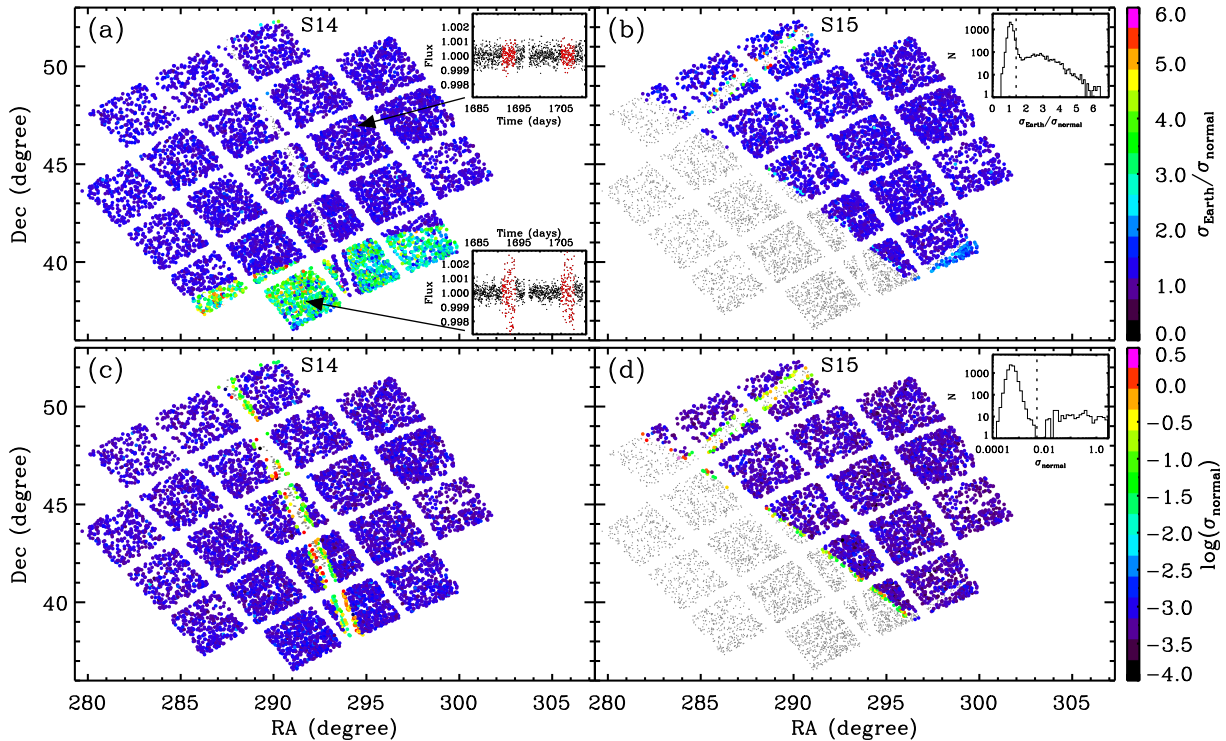 (a)
S14
50
45
40
Dec (degree)
Flux
1.002
1.001
1.000
0.999
0.998
1685
1695
1705
Time (days)
Time (days)
1685
1695
1705
Flux
1.002
1.001
1.000
0.999
0.998
(b)
S15
N
1000
100
10
1
0 1 2 3 4 5 6
σEarth/σnormal
6.0
5.0
4.0
3.0
2.0
1.0
0.0
σEarth/σnormal
(c)
S14
50
45
40
Dec (degree)
280 285 290 295 300 305
RA (degree)
(d)
S15
N
1000
100
10
1
0.0001 0.01 1.0
σnormal
280 285 290 295 300 305
RA (degree)
0.5
0.0
−0.5
−1.0
−1.5
−2.0
−2.5
−3.0
−3.5
−4.0
log(σnormal)